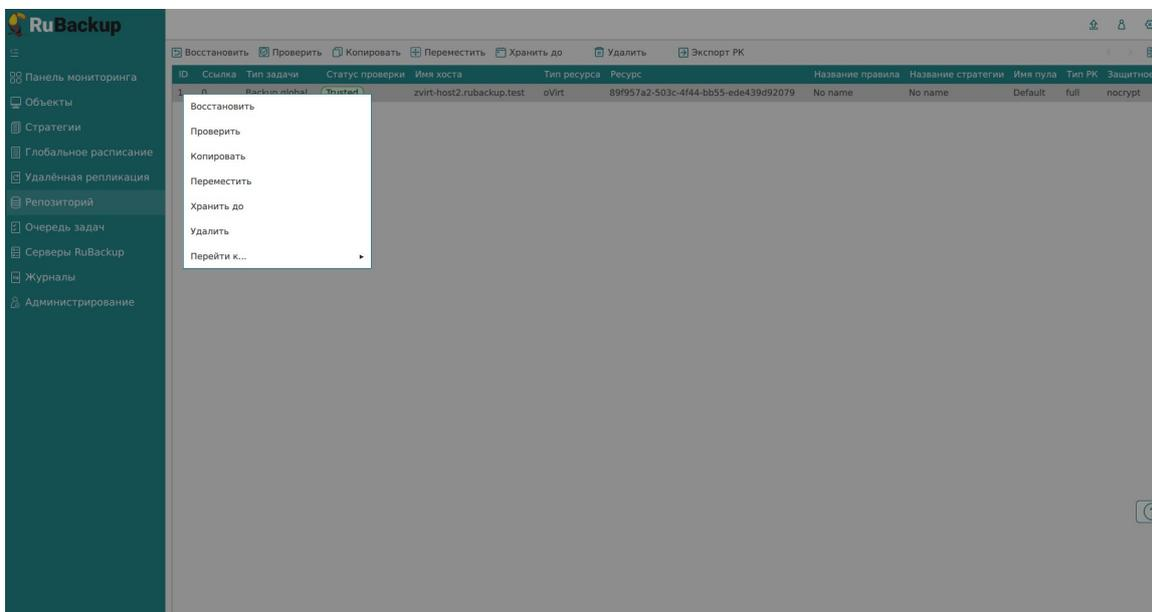 RuBackup
Восстановить Проверить Копировать Переместить Хранить до Удалить Экспорт РК
Панель мониторинга
Объекты
Стратегии
Глобальное расписание
Удалённая репликация
Репозиторий
Очередь задач
Серверы RuBackup
Журналы
Администрирование
ID Ссылка Тип задачи Статус проверки Имя хоста Тип ресурса Ресурс Название правила Название стратегии Имя пула Тип РК Защитно
1 0 Backup global Trusted zvirt-host2.rubackup.test oVirt 89f957a2-503c-4f44-bb55-ede439d92079 No name No name Default full nocrypt
Восстановить
Проверить
Копировать
Переместить
Хранить до
Удалить
Перейти к...